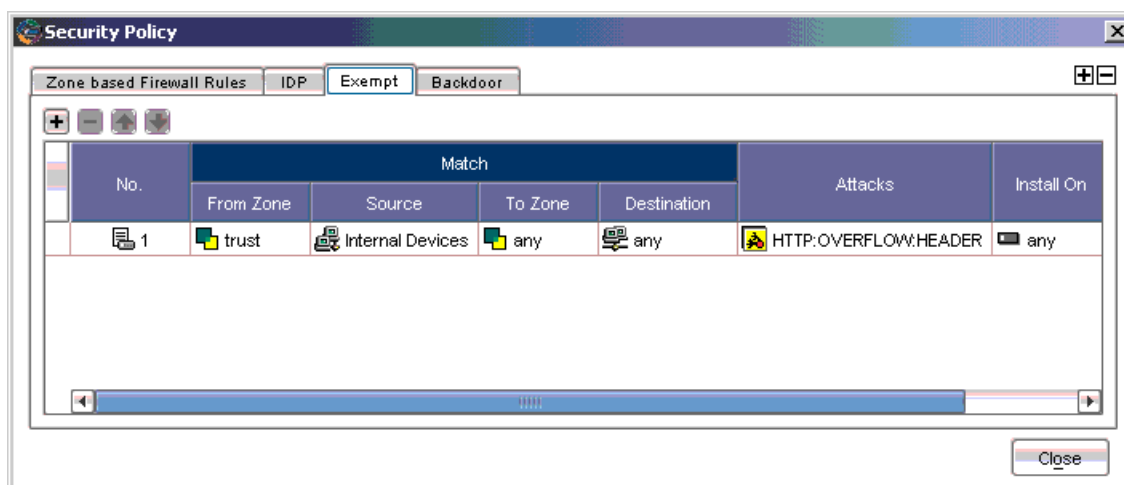 Security Policy
Zone based Firewall Rules IDP Exempt Backdoor
No. Match Attacks Install On
From Zone Source To Zone Destination
1 trust Internal Devices any any HTTP:OVERFLOW:HEADER any
Close